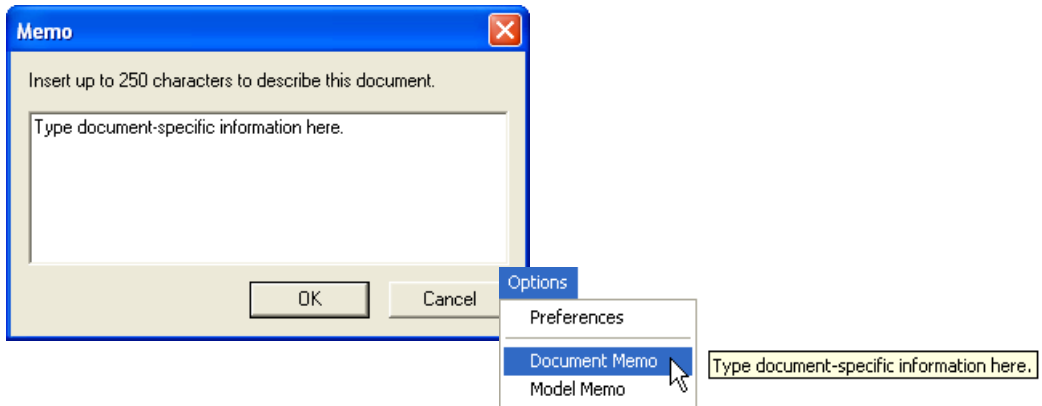 Memo
Insert up to 250 characters to describe this document.
Type document-specific information here.
OK
Cancel
Options
Preferences
Document Memo
Type document-specific information here.
Model Memo